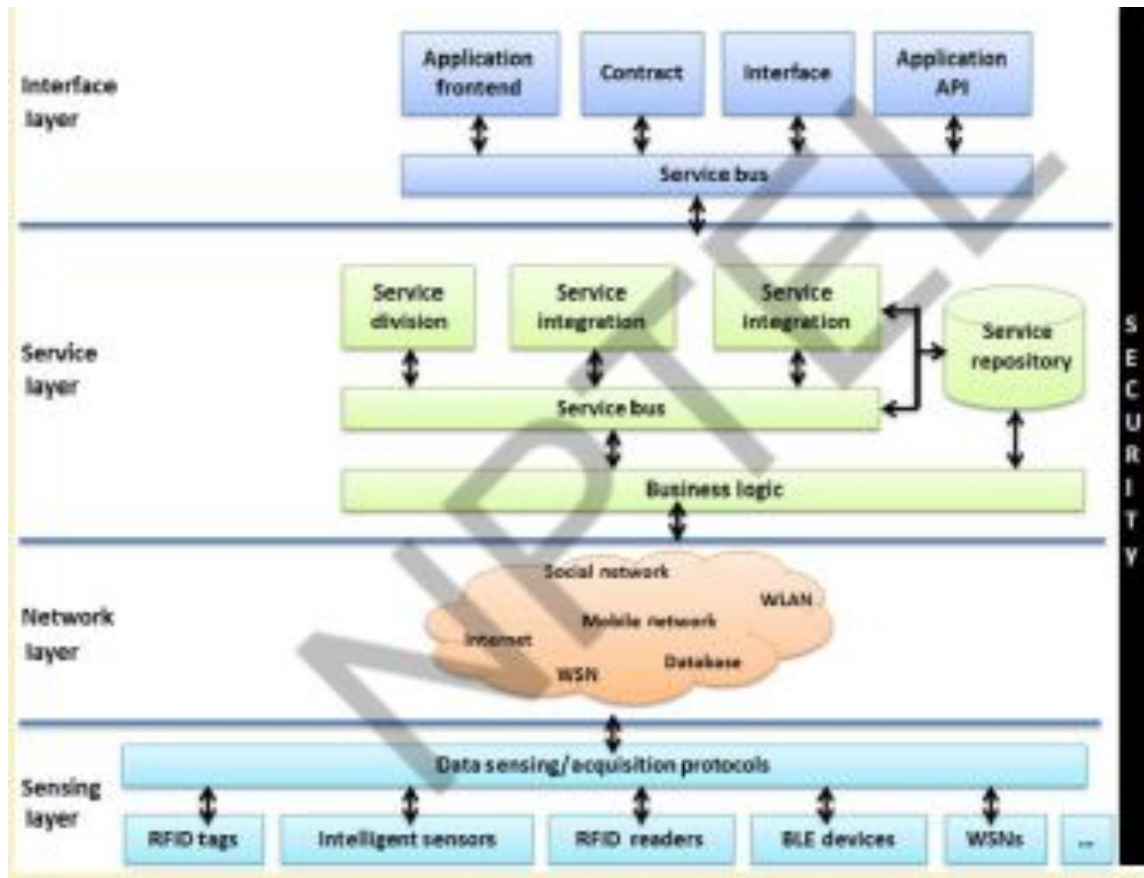 Interface
layer
Application
frontend
Contract
Interface
Application
API
Service bus
Service
layer
Service
division
Service
integration
Service
integration
Service
repository
Service bus
Business logic
Network
layer
Social network
WLAN
Mobile network
Internet
Database
WSN
Sensing
layer
Data sensing/acquisition protocols
RFID tags
Intelligent sensors
RFID readers
BLE devices
WSNs
...
SECURITY
NPTEL